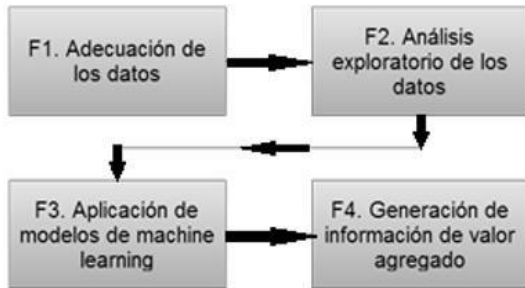 F1. Adecuación de
los datos
F2. Análisis
exploratorio de los
datos
F3. Aplicación de
modelos de machine
learning
F4. Generación de
información de valor
agregado